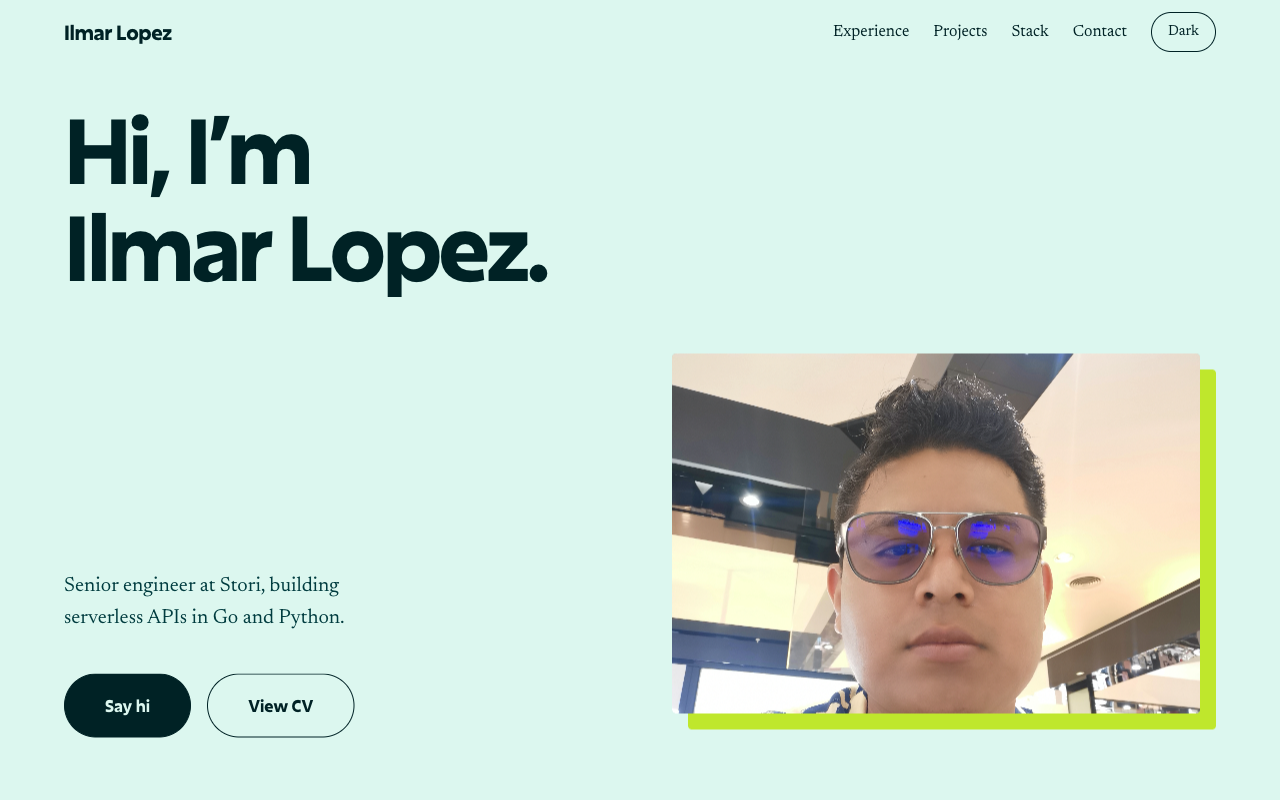 Ilmar Lopez
Experience Projects Stack Contact Dark
Hi, I’m
Ilmar Lopez.
Senior engineer at Stori, building
serverless APIs in Go and Python.
Say hi View CV